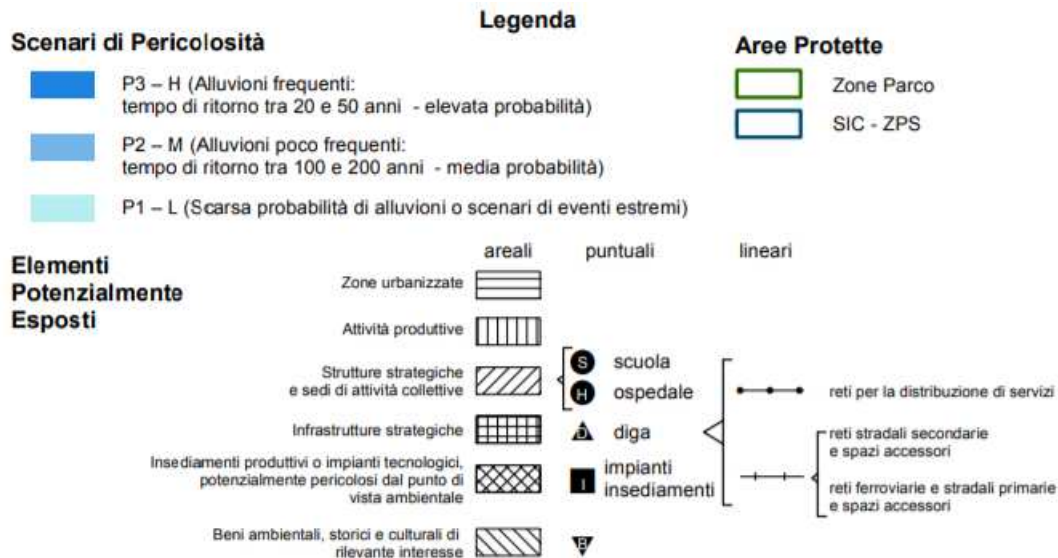 Legenda
Scenari di Pericolosità
P3 – H (Alluvioni frequenti:
tempo di ritorno tra 20 e 50 anni - elevata probabilità)
P2 – M (Alluvioni poco frequenti:
tempo di ritorno tra 100 e 200 anni - media probabilità)
P1 – L (Scarsa probabilità di alluvioni o scenari di eventi estremi)
Aree Protette
Zone Parco
SIC - ZPS
Elementi
Potenzialmente
Esposti
areali
puntuali
lineari
Zone urbanizzate
Attività produttive
Strutture strategiche
e sedi di attività collettive
S scuola
H ospedale
reti per la distribuzione di servizi
Infrastrutture strategiche
D diga
reti stradali secondarie
e spazi accessori
Insediamenti produttivi o impianti tecnologici,
potenzialmente pericolosi dal punto di
vista ambientale
I impianti
insediamenti
reti ferroviarie e stradali primarie
e spazi accessori
Beni ambientali, storici e culturali di
rilevante interesse
B